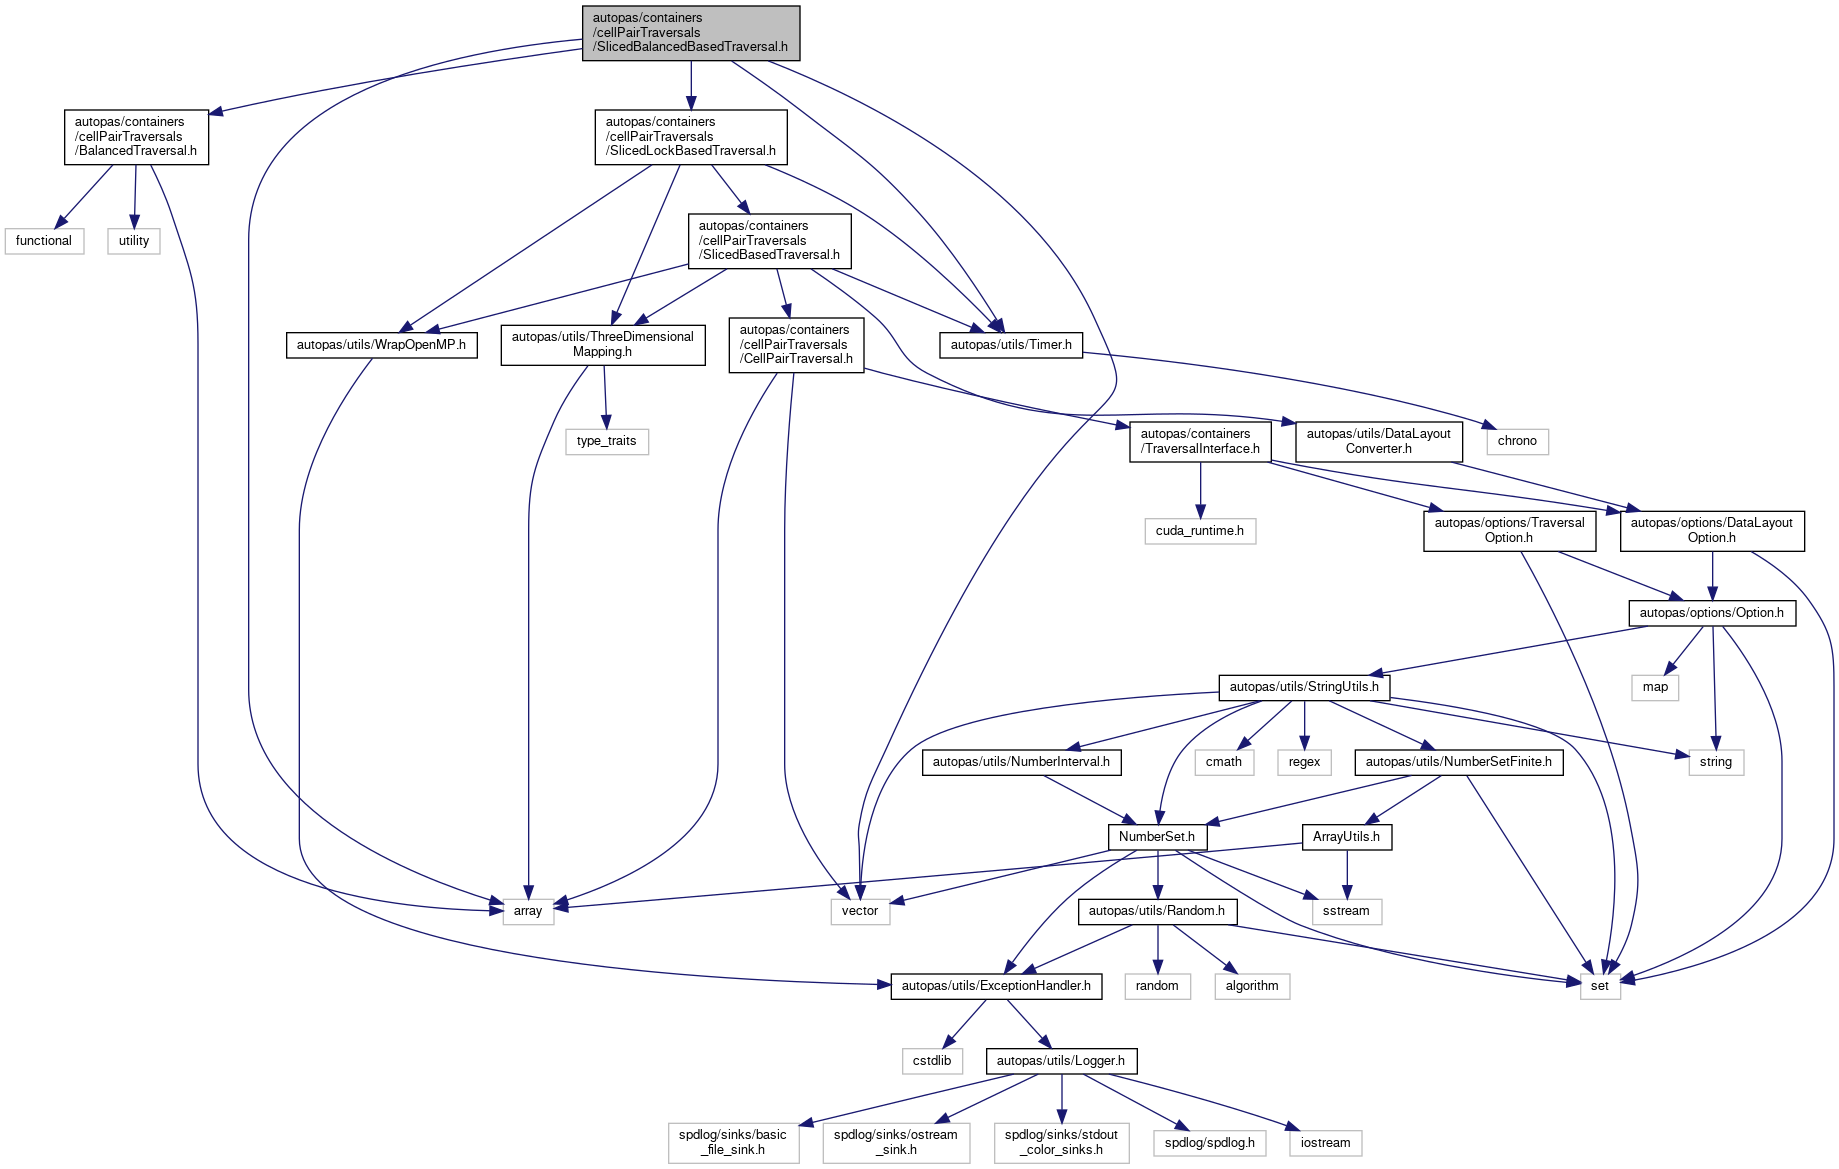 autopas/containers
/cellPairTraversals
/SlicedBalancedBasedTraversal.h
autopas/containers
/cellPairTraversals
/BalancedTraversal.h
autopas/containers
/cellPairTraversals
/SlicedLockBasedTraversal.h
functional
utility
autopas/containers
/cellPairTraversals
/SlicedBasedTraversal.h
autopas/utils/WrapOpenMP.h
autopas/utils/ThreeDimensional
Mapping.h
autopas/containers
/cellPairTraversals
/CellPairTraversal.h
autopas/utils/Timer.h
type_traits
autopas/containers
/TraversalInterface.h
autopas/utils/DataLayout
Converter.h
chrono
cuda_runtime.h
autopas/options/Traversal
Option.h
autopas/options/DataLayout
Option.h
autopas/options/Option.h
autopas/utils/StringUtils.h
map
autopas/utils/NumberInterval.h
cmath
regex
autopas/utils/NumberSetFinite.h
string
NumberSet.h
ArrayUtils.h
array
vector
autopas/utils/Random.h
sstream
autopas/utils/ExceptionHandler.h
random
algorithm
set
cstdlib
autopas/utils/Logger.h
spdlog/sinks/basic
_file_sink.h
spdlog/sinks/ostream
_sink.h
spdlog/sinks/stdout
_color_sinks.h
spdlog/spdlog.h
iostream